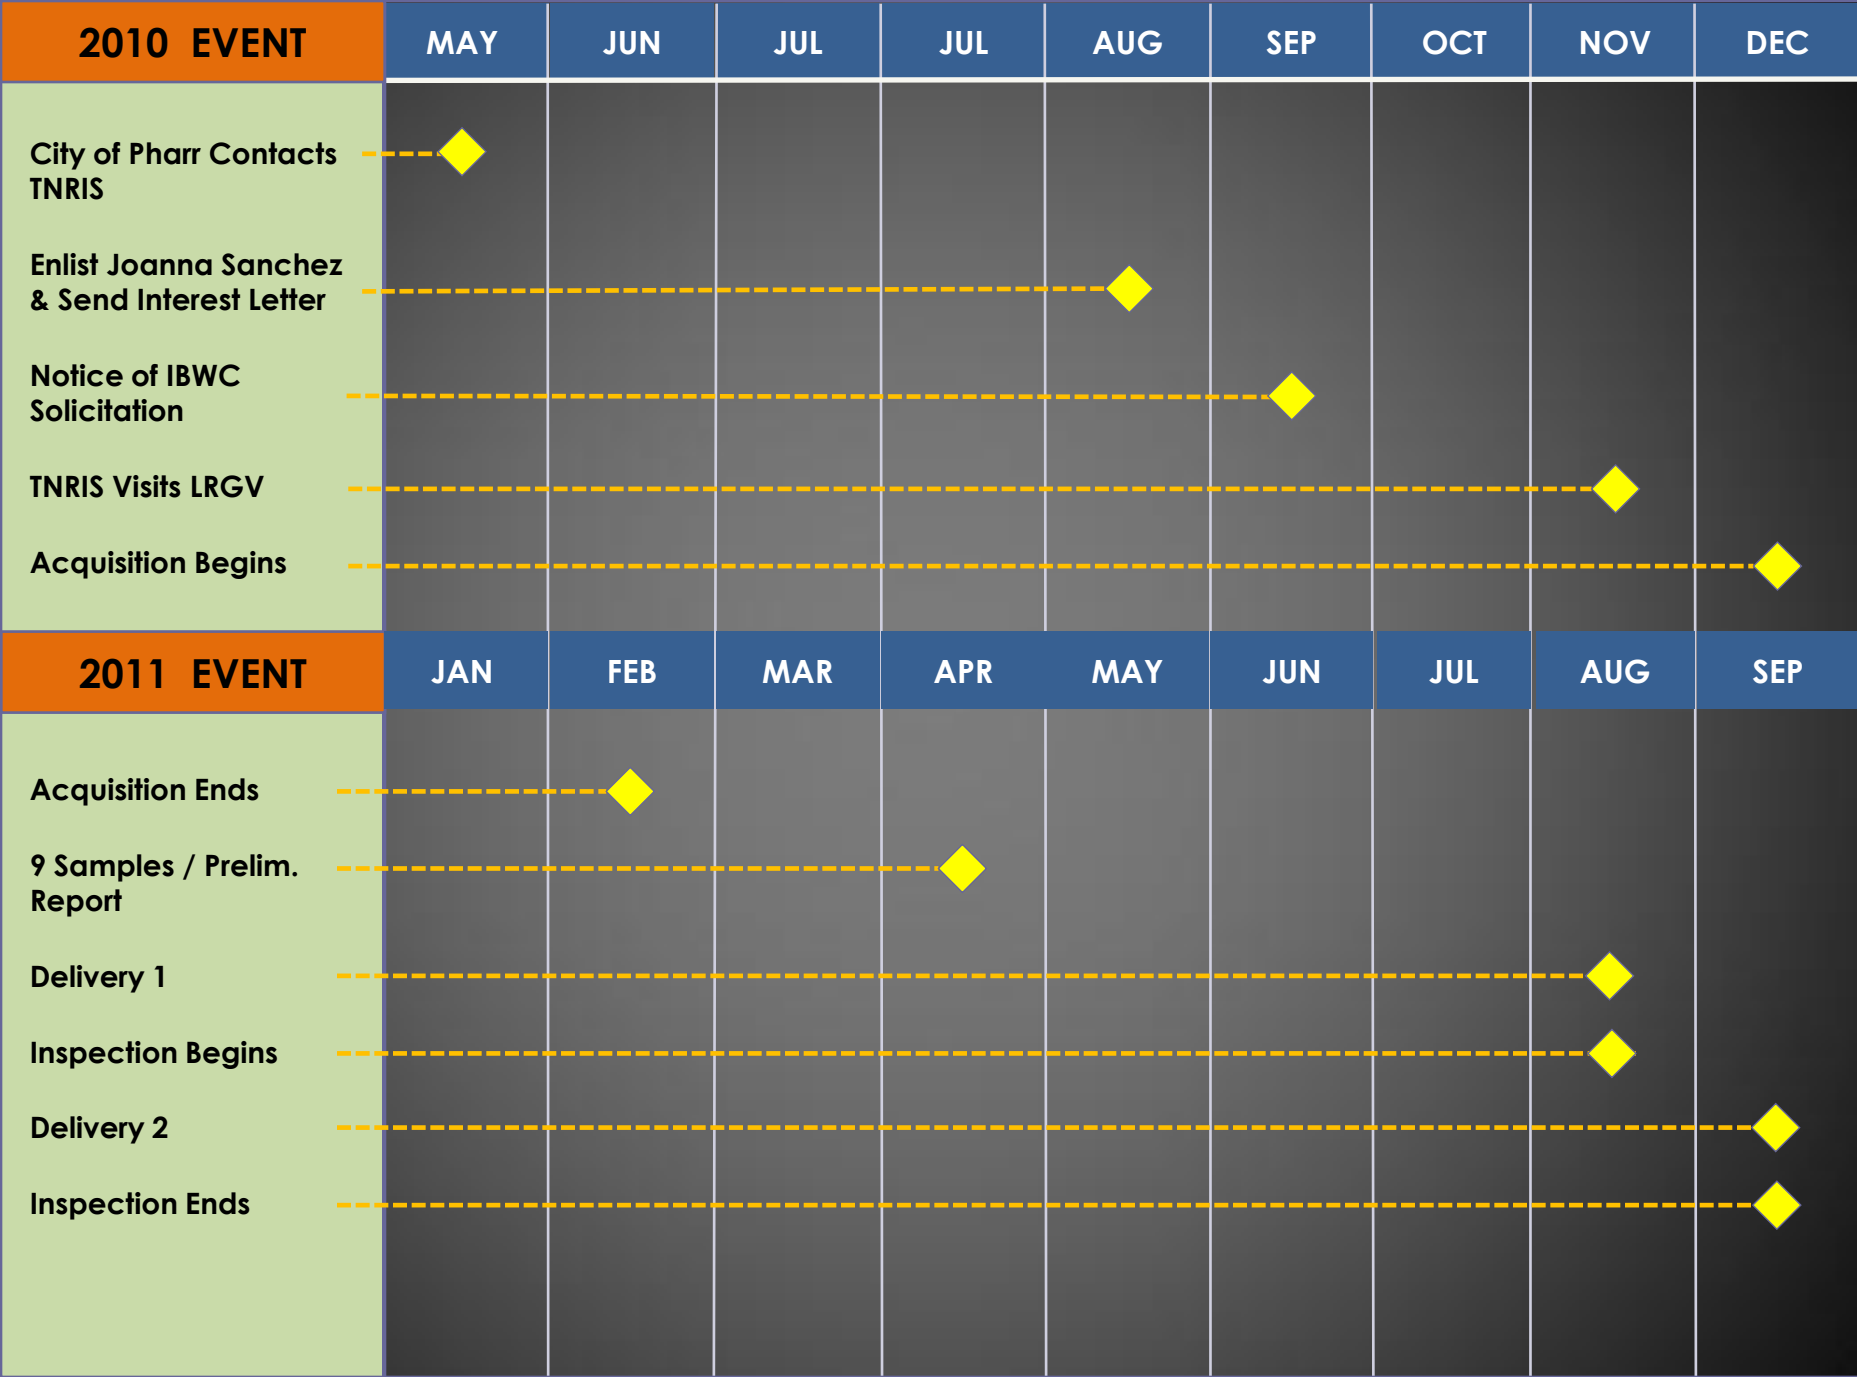 2010 EVENT MAY JUN JUL JUL AUG SEP OCT NOV DEC
City of Pharr Contacts
TNRIS
Enlist Joanna Sanchez
& Send Interest Letter
Notice of IBWC
Solicitation
TNRIS Visits LRGV
Acquisition Begins
2011 EVENT JAN FEB MAR APR MAY JUN JUL AUG SEP
Acquisition Ends
9 Samples / Prelim.
Report
Delivery 1
Inspection Begins
Delivery 2
Inspection Ends